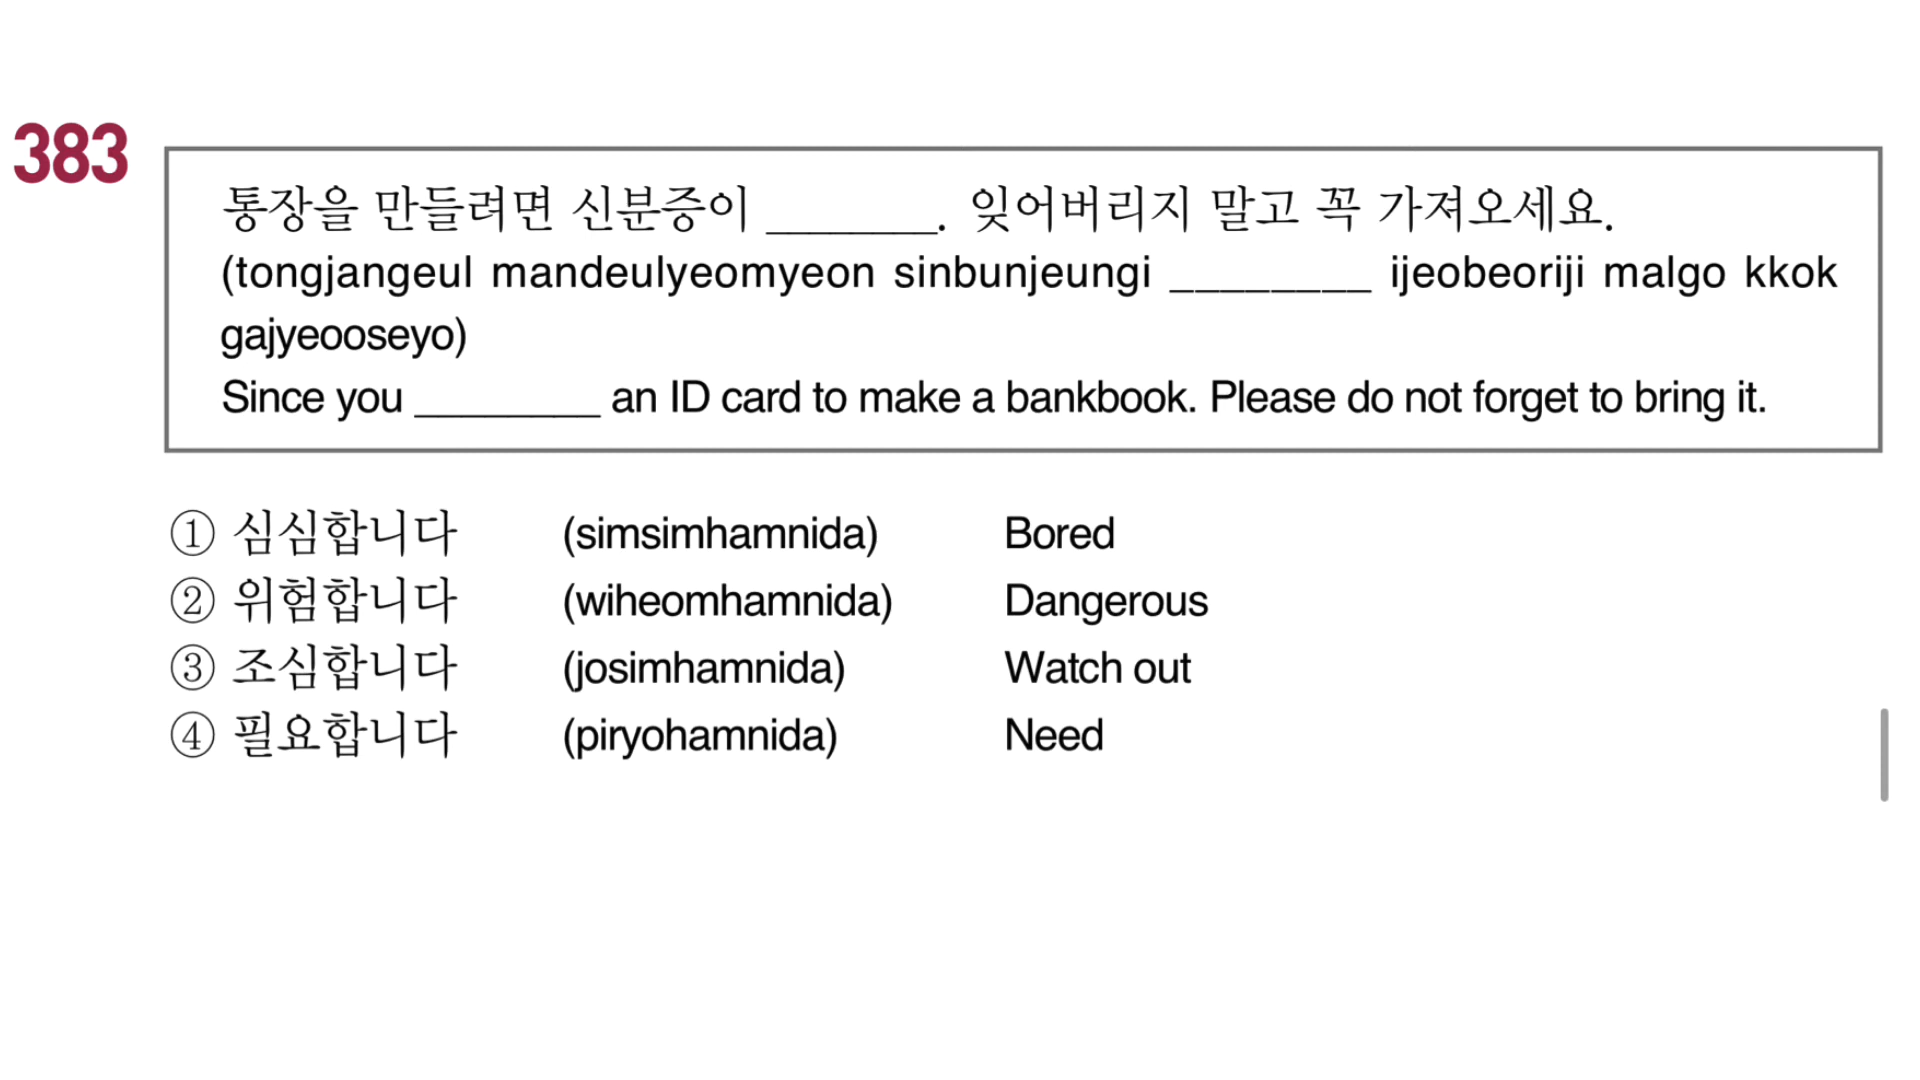 383
통장을 만들려면 신분증이 ________. 잊어버리지 말고 꼭 가져오세요.
(tongjangeul mandeulyeomyeon sinbunjeungi ________ ijeobeoriji malgo kkok
gajyeooseyo)
Since you ________ an ID card to make a bankbook. Please do not forget to bring it.
① 심심합니다 (simsimhamnida) Bored
② 위험합니다 (wiheomhamnida) Dangerous
③ 조심합니다 (josimhamnida) Watch out
④ 필요합니다 (piryohamnida) Need